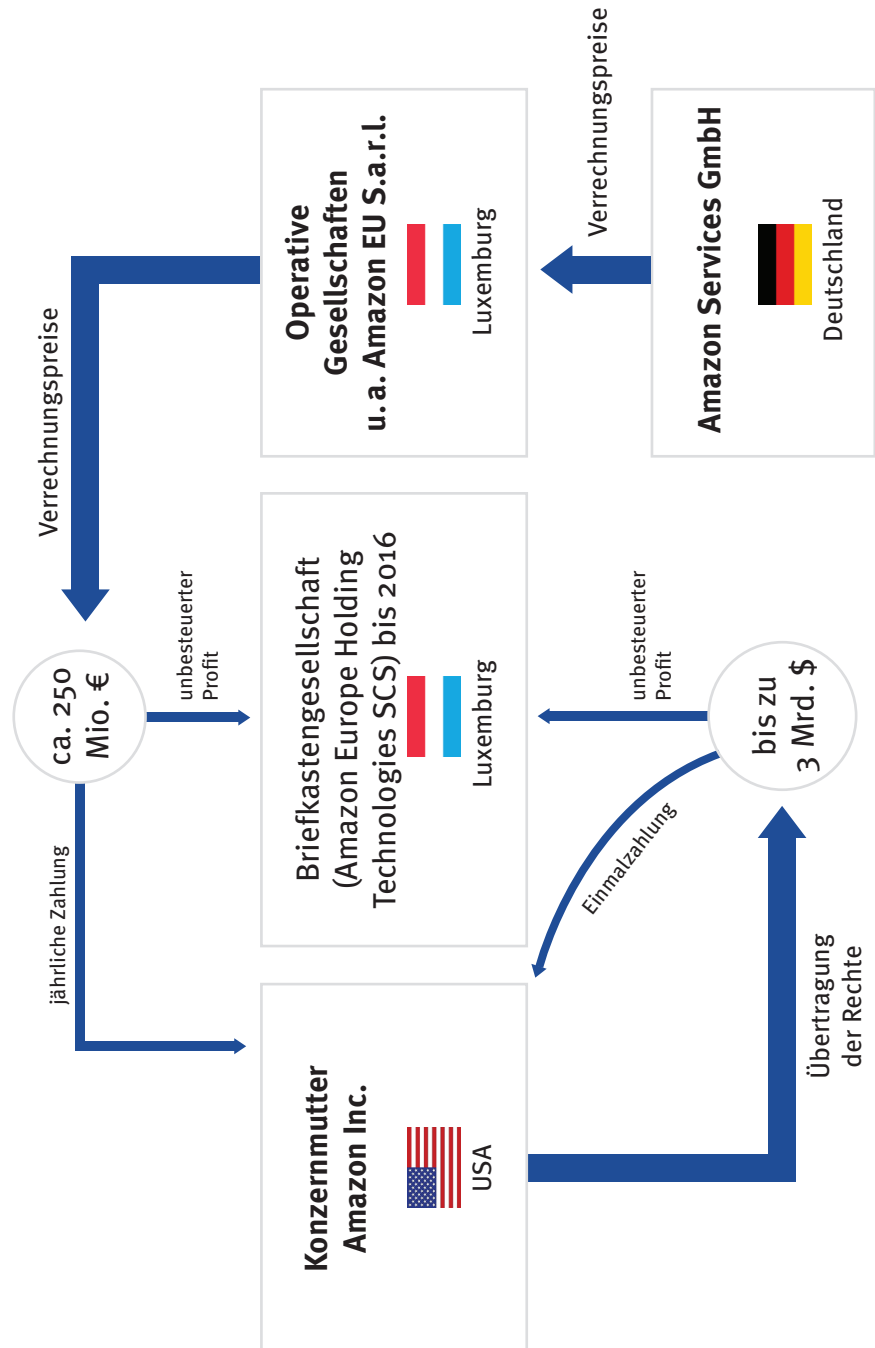 jährliche Zahlung
ca. 250
Mio. €
Verrechnungspreise
unbesteuerter
Profit
Konzernmutter
Amazon Inc.
USA
Briefkastengesellschaft
(Amazon Europe Holding
Technologies SCS) bis 2016
Luxemburg
Operative
Gesellschaften
u. a. Amazon EU S.a.r.l.
Luxemburg
Einmalzahlung
unbesteuerter
Profit
Verrechnungspreise
Übertragung
der Rechte
bis zu
3 Mrd. $
Amazon Services GmbH
Deutschland